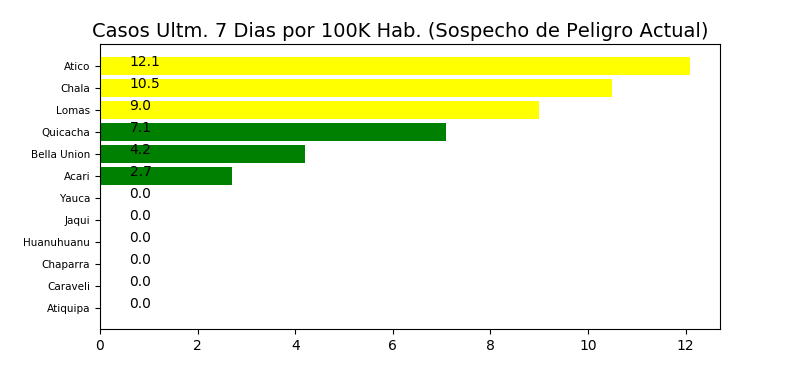 Casos Ultm. 7 Dias por 100K Hab. (Sospecho de Peligro Actual)
Atico 12.1
Chala 10.5
Lomas 9.0
Quicacha 7.1
Bella Union 4.2
Acari 2.7
Yauca 0.0
Jaqui 0.0
Huanuhuanu 0.0
Chaparra 0.0
Caraveli 0.0
Atiquipa 0.0
0 2 4 6 8 10 12